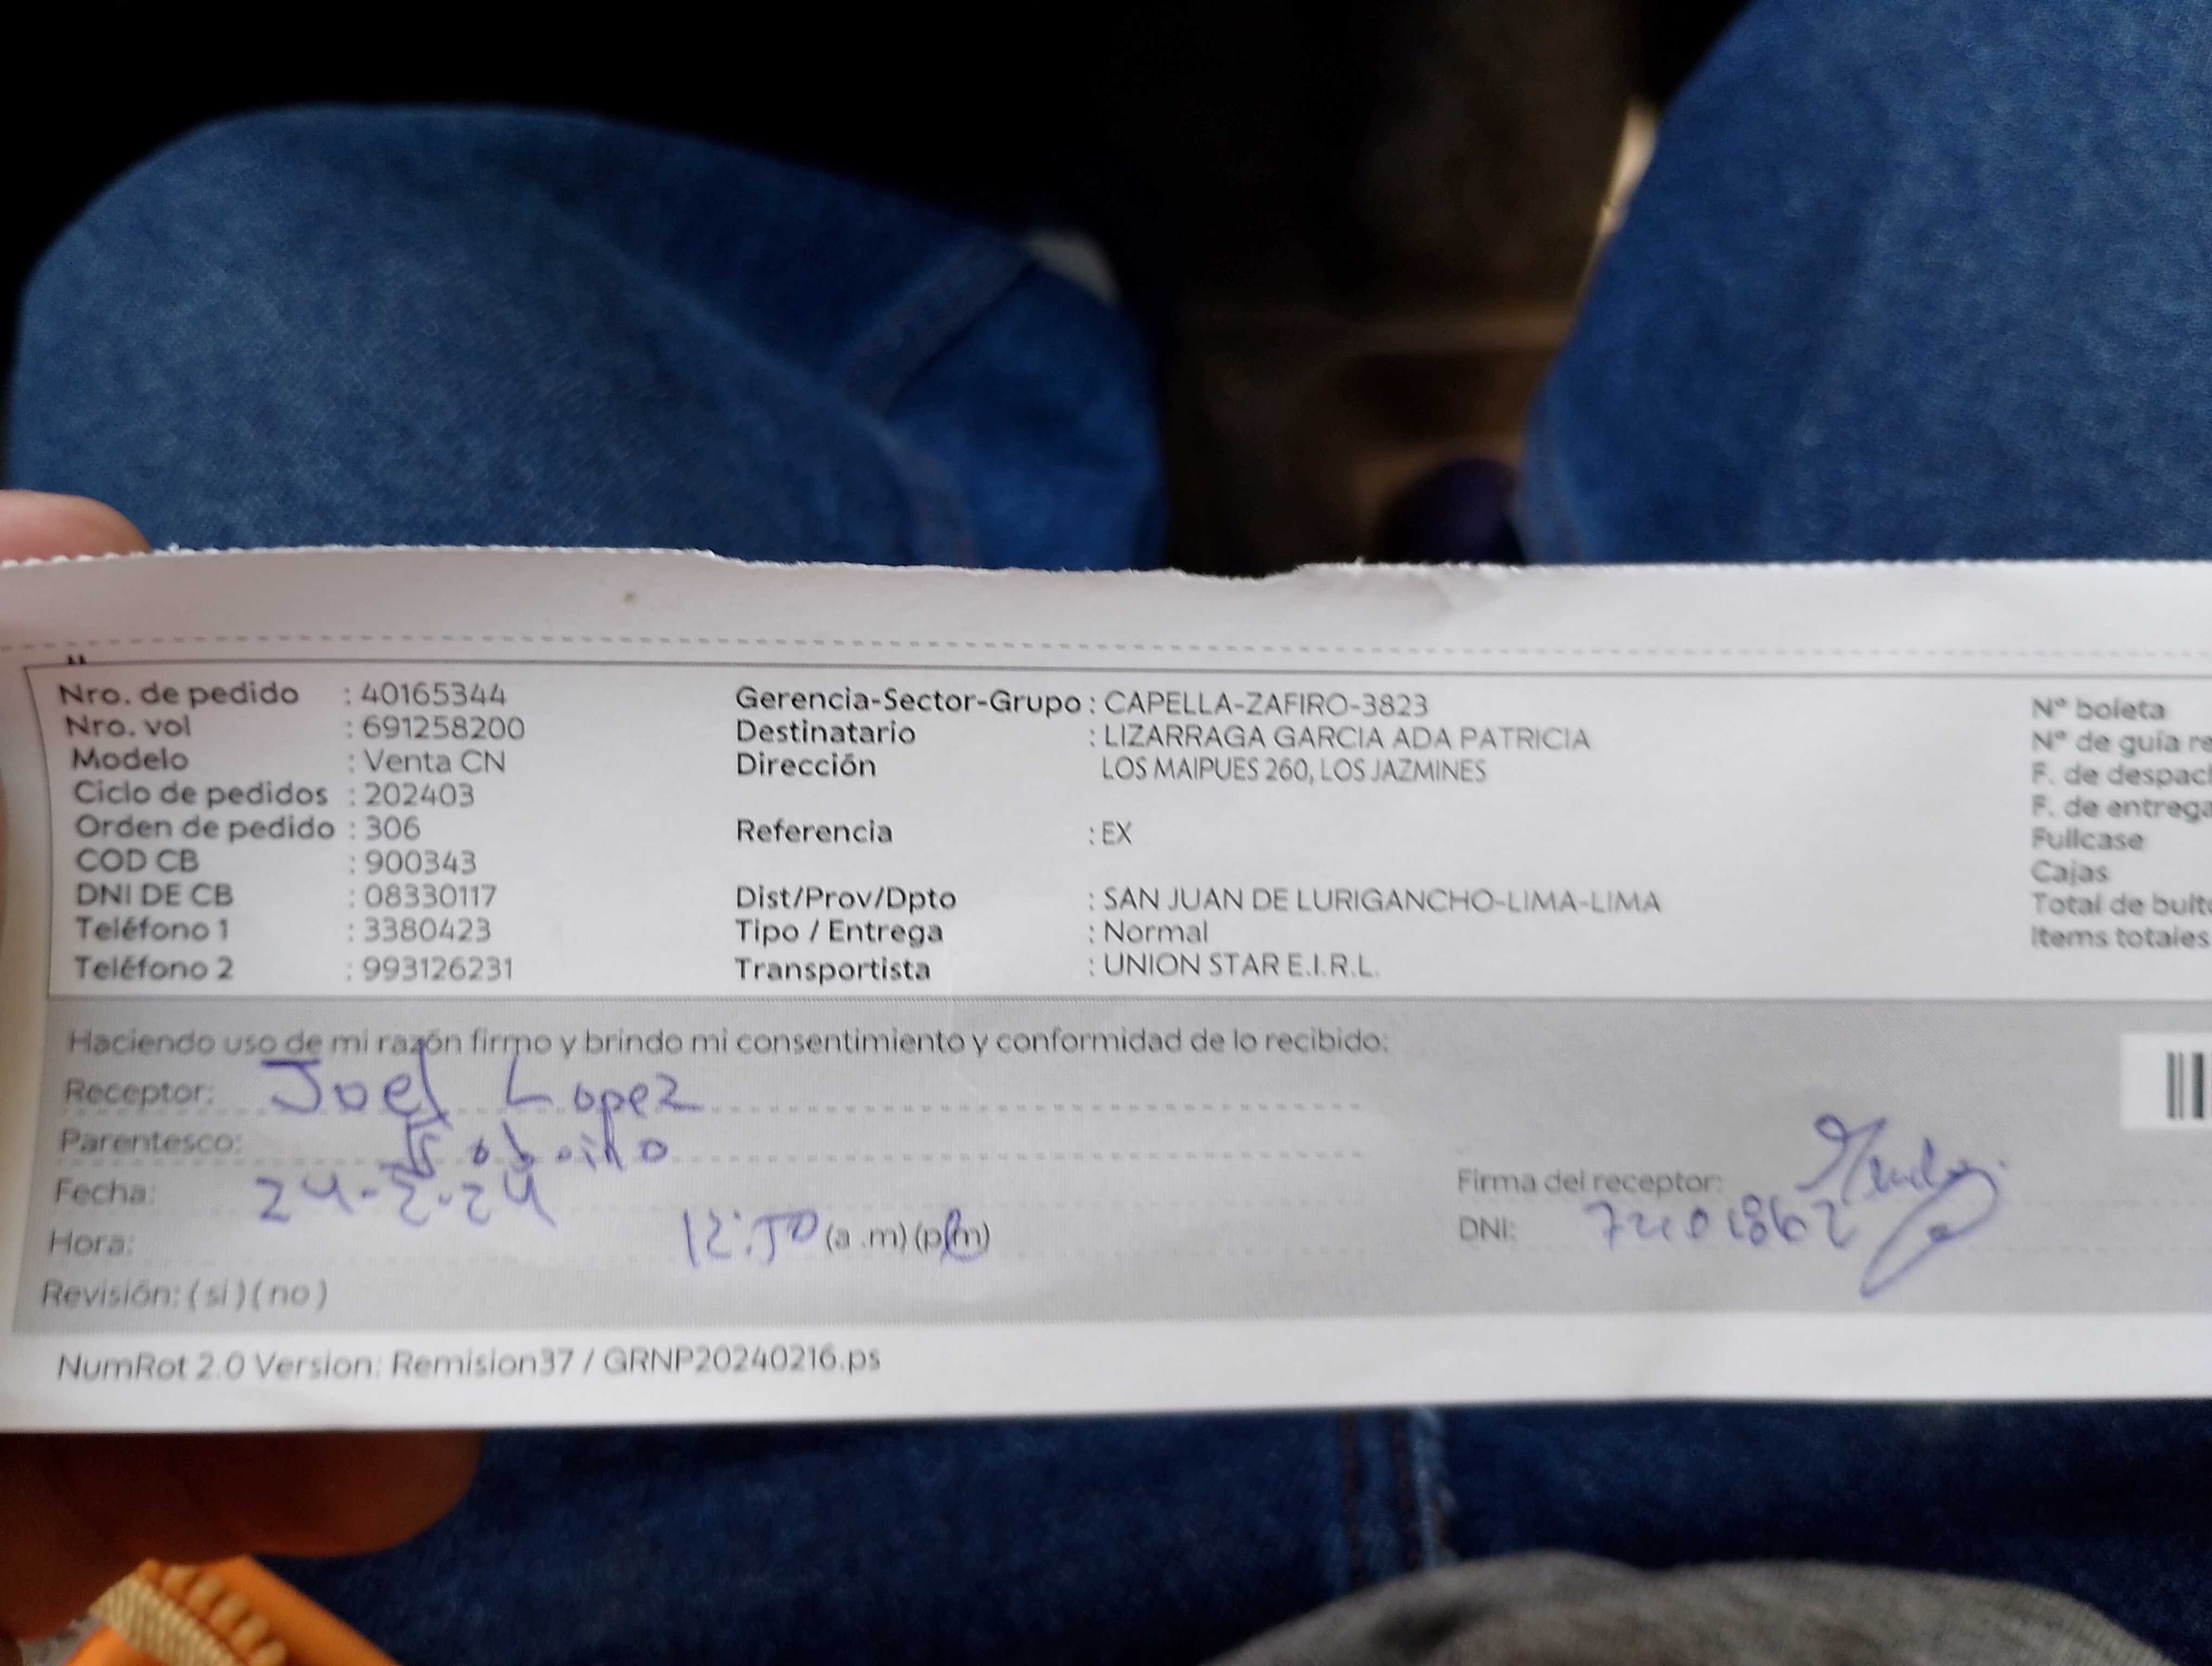 Nro. de pedido : 40165344
Nro. vol : 691258200
Modelo : Venta CN
Ciclo de pedidos : 202403
Orden de pedido : 306
COD CB : 900343
DNI DE CB : 08330117
Teléfono 1 : 3380423
Teléfono 2 : 993126231
Gerencia-Sector-Grupo : CAPELLA-ZAFIRO-3823
Destinatario : LIZARRAGA GARCIA ADA PATRICIA
Dirección LOS MAIPUES 260, LOS JAZMINES
Referencia : EX
Dist/Prov/Dpto : SAN JUAN DE LURIGANCHO-LIMA-LIMA
Tipo / Entrega : Normal
Transportista : UNION STAR E.I.R.L.
N° boleta
N° de guía re
F. de despach
F. de entrega
Fullcase
Cajas
Total de bulto
Items totales
Haciendo uso de mi razón firmo y brindo mi consentimiento y conformidad de lo recibido:
Receptor: Joel Lopez
Parentesco:
Fecha: 24-2-24
Hora: 12:50 (a .m) (p.m)
Revisión: ( si ) ( no )
Firma del receptor:
DNI:
NumRot 2.0 Version: Remision37 / GRNP20240216.ps